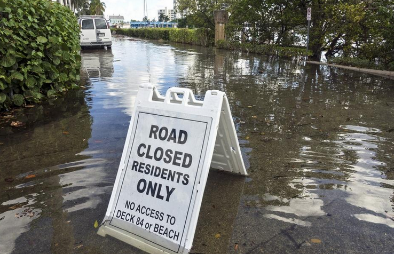 ROAD
CLOSED
RESIDENTS
ONLY
NO ACCESS TO
DECK 84 or BEACH